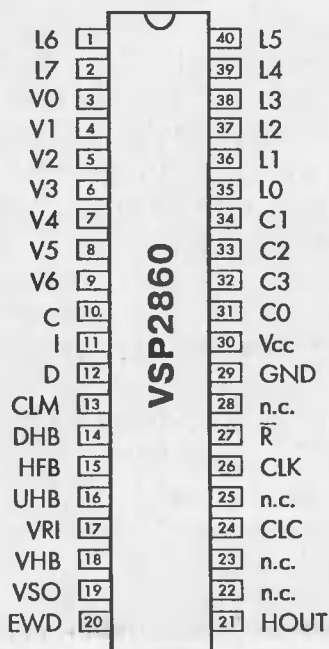 L6 1 40 L5
L7 2 39 L4
V0 3 38 L3
V1 4 37 L2
V2 5 36 L1
V3 6 35 L0
V4 7 34 C1
V5 8 33 C2
V6 9 32 C3
C 10 31 C0
I 11 30 Vcc
D 12 29 GND
CLM 13 28 n.c.
DHB 14 27 R̅
HFB 15 26 CLK
UHB 16 25 n.c.
VRI 17 24 CLC
VHB 18 23 n.c.
VSO 19 22 n.c.
EWD 20 21 HOUT
VSP2860